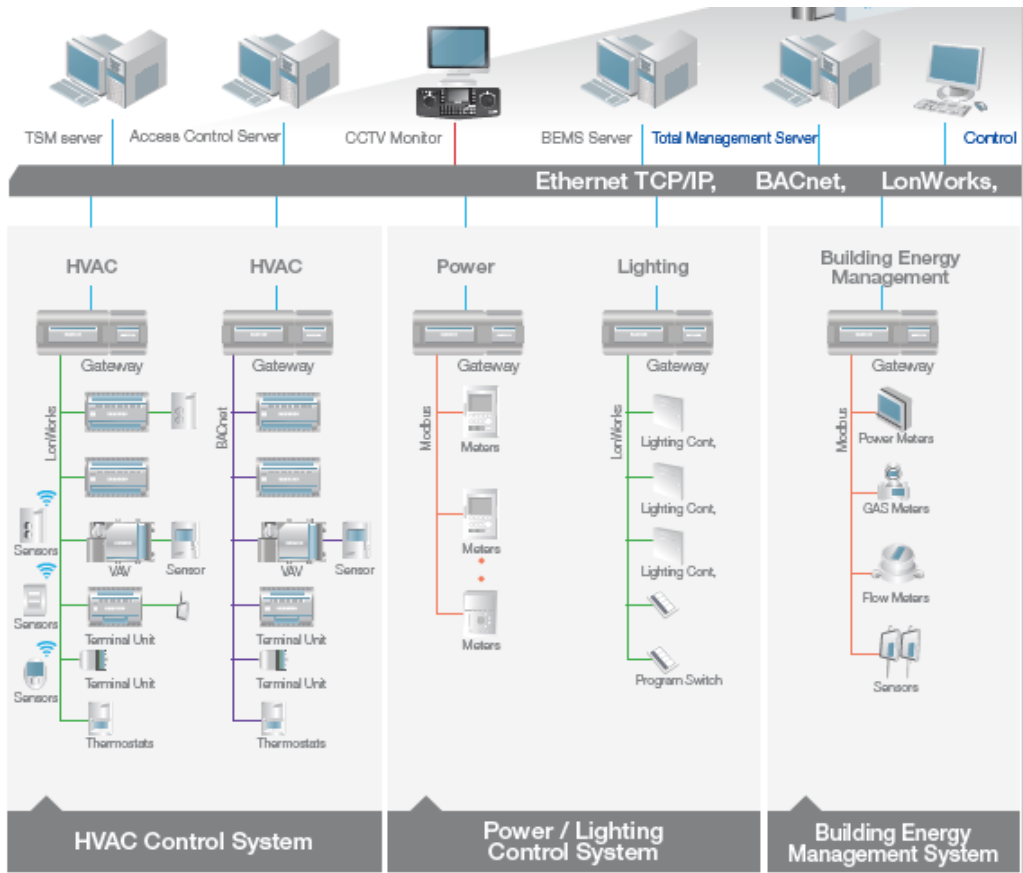 TSM server
Access Control Server
CCTV Monitor
BEMS Server
Total Management Server
Control
Ethernet TCP/IP, BACnet, LonWorks,
HVAC
Gateway
LonWorks
Sensors
VAV
Sensor
Sensors
Terminal Unit
Sensors
Terminal Unit
Thermostats
HVAC
Gateway
BACnet
VAV
Sensor
Terminal Unit
Terminal Unit
Thermostats
HVAC Control System
Power
Gateway
Modbus
Meters
Meters
Meters
Lighting
Gateway
LonWorks
Lighting Cont,
Lighting Cont,
Lighting Cont,
Program Switch
Power / Lighting
Control System
Building Energy
Management
Gateway
Modbus
Power Meters
GAS Meters
Flow Meters
Sensors
Building Energy
Management System